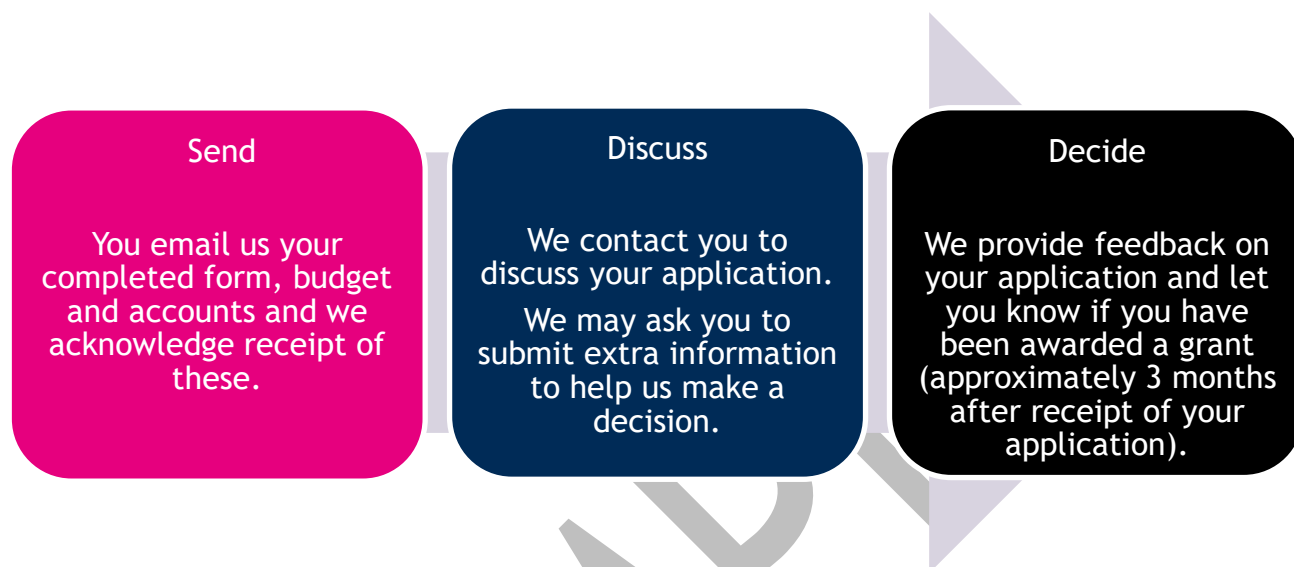 Send
You email us your
completed form, budget
and accounts and we
acknowledge receipt of
these.
Discuss
We contact you to
discuss your application.
We may ask you to
submit extra information
to help us make a
decision.
Decide
We provide feedback on
your application and let
you know if you have
been awarded a grant
(approximately 3 months
after receipt of your
application).